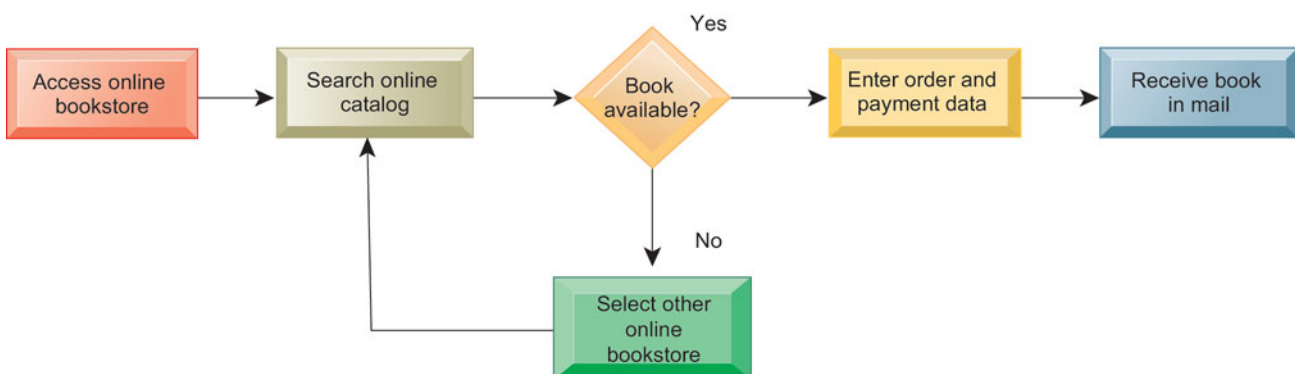 Access online
bookstore
Search online
catalog
Book
available?
Yes
Enter order and
payment data
Receive book
in mail
No
Select other
online
bookstore